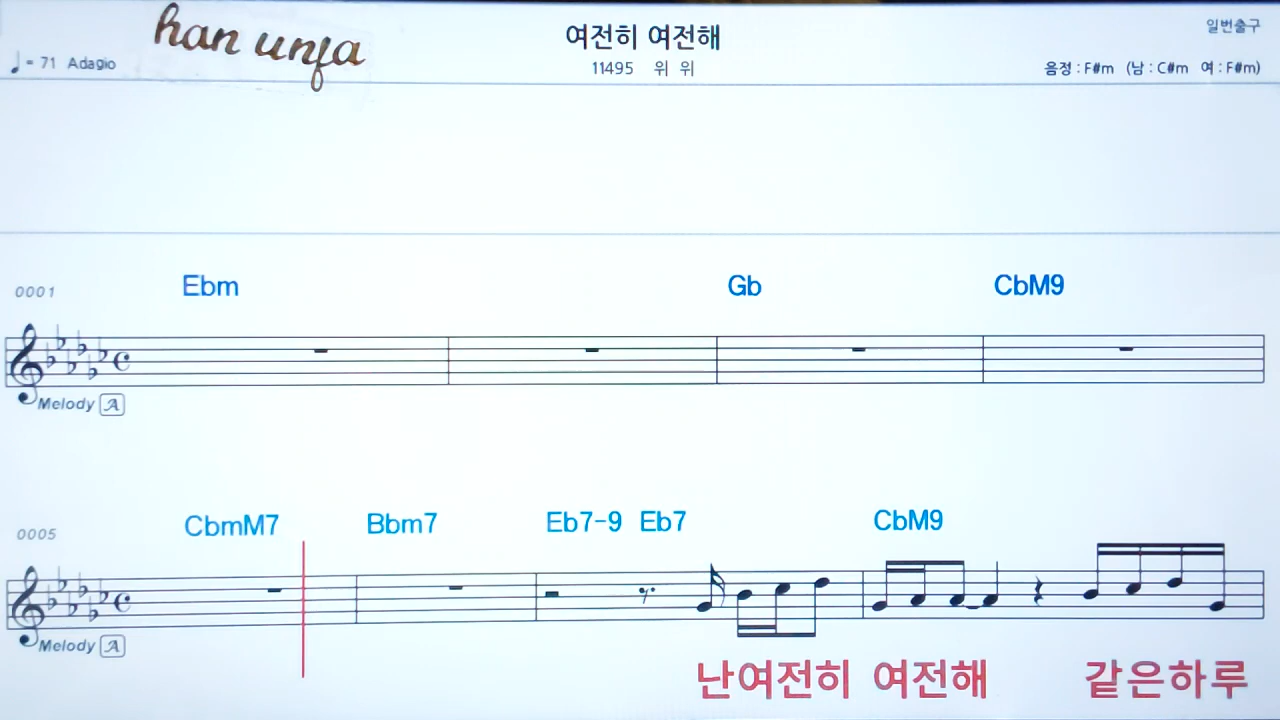 han unja
여전히 여전해
일번출구
♩= 71 Adagio
11495 위 위
음정 : F#m (남 : C#m 여 : F#m)
0001
Ebm Gb CbM9
Melody A
0005
CbmM7 Bbm7 Eb7-9 Eb7 CbM9
Melody A
난여전히 여전해 같은하루